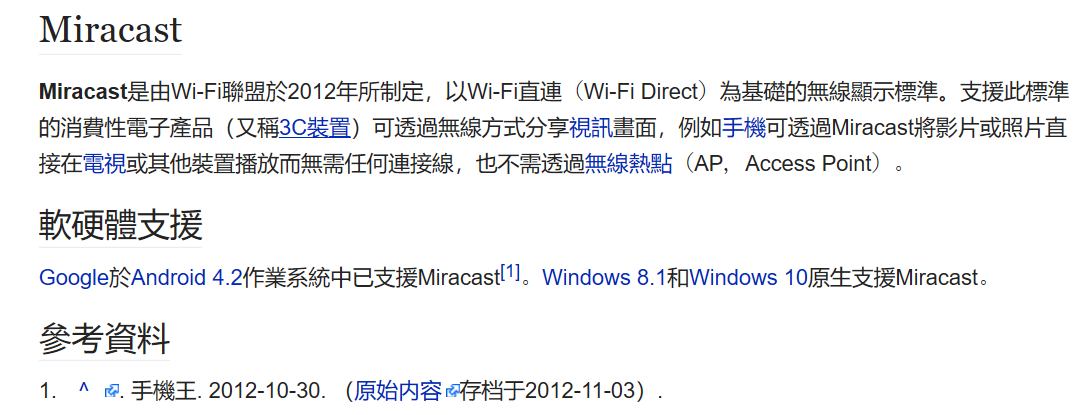 Miracast
Miracast是由Wi-Fi聯盟於2012年所制定，以Wi-Fi直連（Wi-Fi Direct）為基礎的無線顯示標準。支援此標準
的消費性電子產品（又稱3C裝置）可透過無線方式分享視訊畫面，例如手機可透過Miracast將影片或照片直
接在電視或其他裝置播放而無需任何連接線，也不需透過無線熱點（AP，Access Point）。
軟硬體支援
Google於Android 4.2作業系統中已支援Miracast[1]。Windows 8.1和Windows 10原生支援Miracast。
參考資料
1. ^ . 手機王. 2012-10-30. （原始内容存档于2012-11-03）.